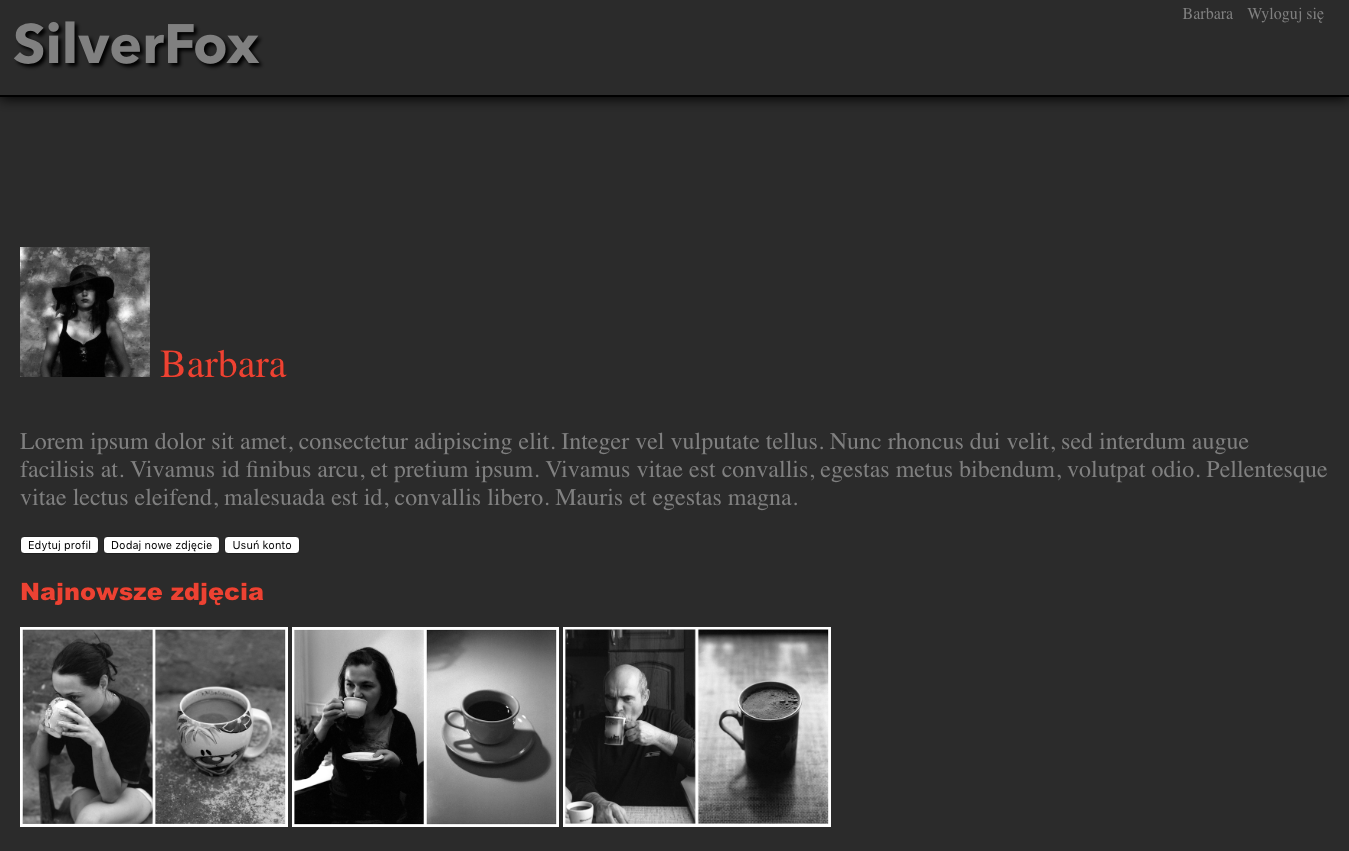 SilverFox
Barbara Wyloguj się
Barbara
Lorem ipsum dolor sit amet, consectetur adipiscing elit. Integer vel vulputate tellus. Nunc rhoncus dui velit, sed interdum augue
facilisis at. Vivamus id finibus arcu, et pretium ipsum. Vivamus vitae est convallis, egestas metus bibendum, volutpat odio. Pellentesque
vitae lectus eleifend, malesuada est id, convallis libero. Mauris et egestas magna.
Edytuj profil Dodaj nowe zdjęcie Usuń konto
Najnowsze zdjęcia